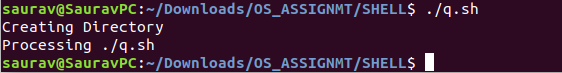 saurav@SauravPC:~/Downloads/OS_ASSIGNMT/SHELL$ ./q.sh
Creating Directory
Processing ./q.sh
saurav@SauravPC:~/Downloads/OS_ASSIGNMT/SHELL$